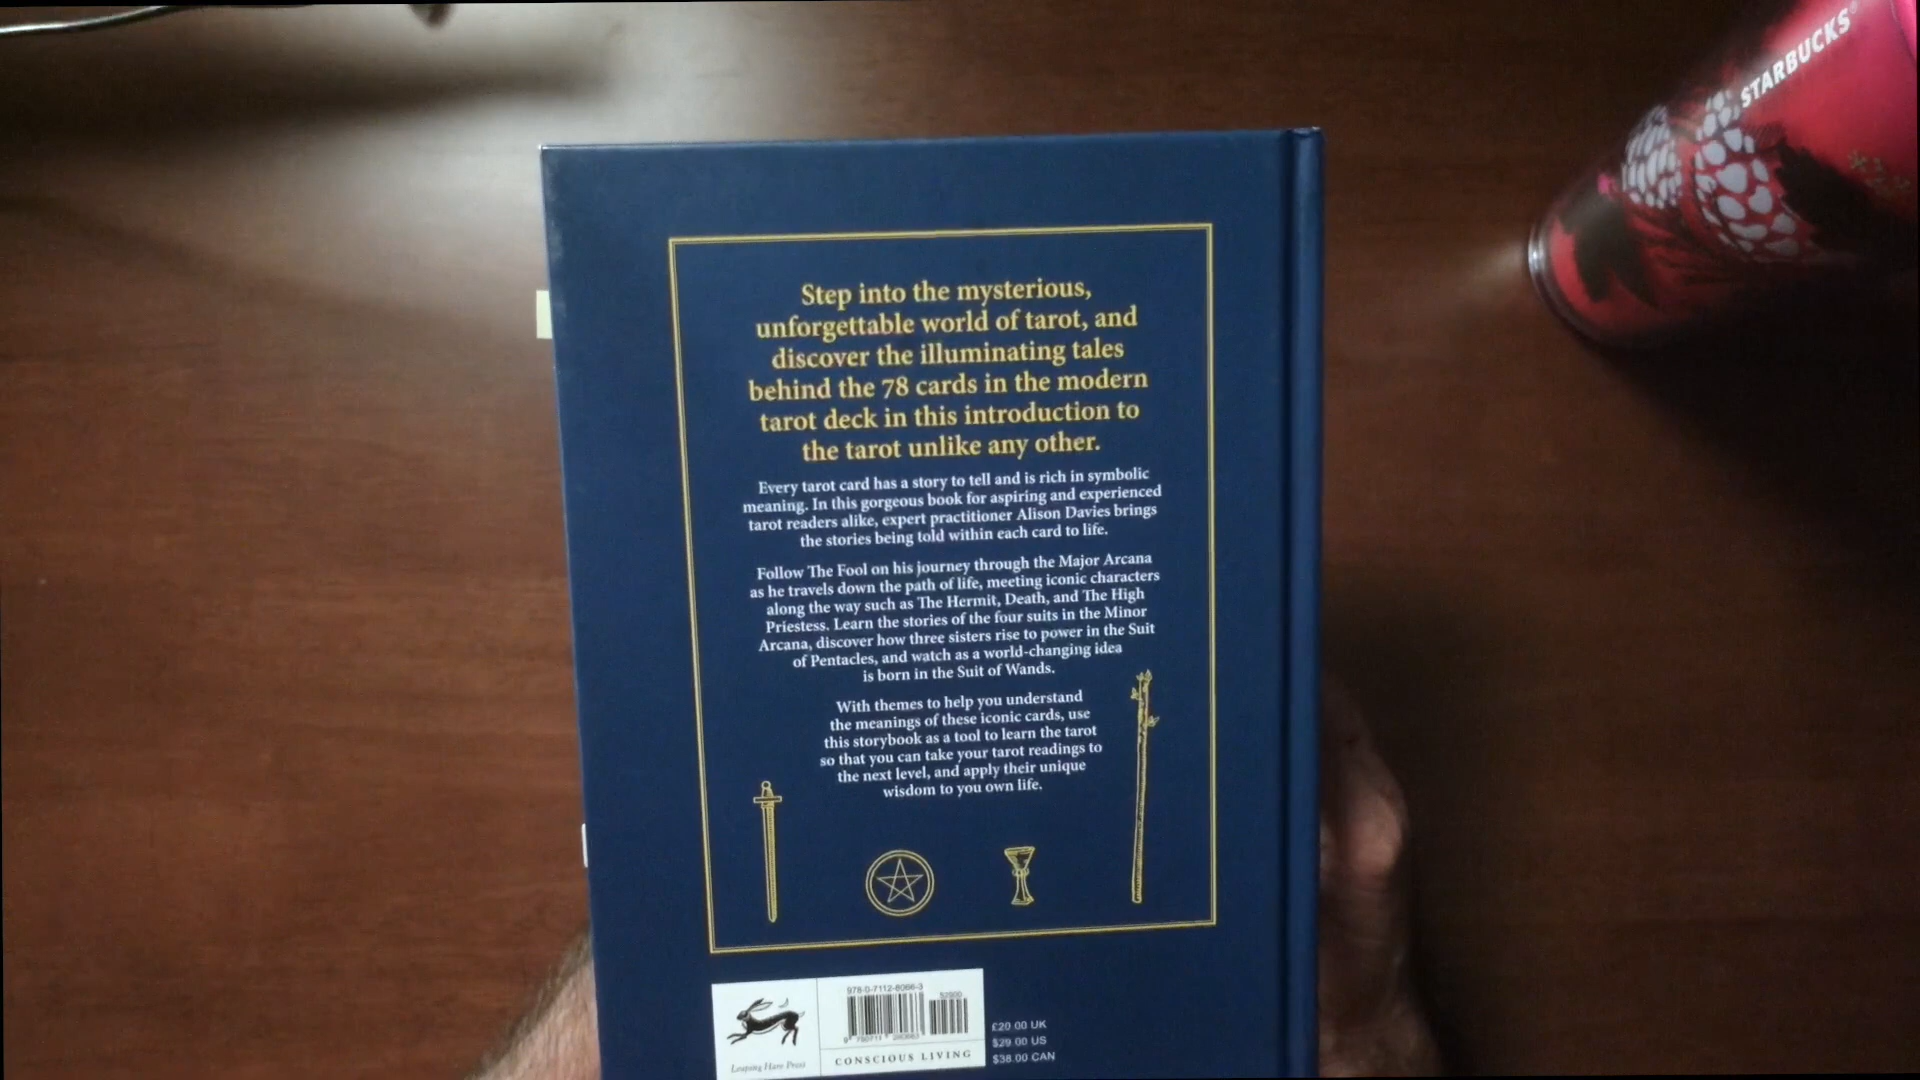 STARBUCKS
Step into the mysterious,
unforgettable world of tarot, and
discover the illuminating tales
behind the 78 cards in the modern
tarot deck in this introduction to
the tarot unlike any other.
Every tarot card has a story to tell and is rich in symbolic
meaning. In this gorgeous book for aspiring and experienced
tarot readers alike, expert practitioner Alison Davies brings
the stories being told within each card to life.
Follow The Fool on his journey through the Major Arcana
as he travels down the path of life, meeting iconic characters
along the way such as The Hermit, Death, and The High
Priestess. Learn the stories of the four suits in the Minor
Arcana, discover how three sisters rise to power in the Suit
of Pentacles, and watch as a world-changing idea
is born in the Suit of Wands.
With themes to help you understand
the meanings of these iconic cards, use
this storybook as a tool to learn the tarot
so that you can take your tarot readings to
the next level, and apply their unique
wisdom to you own life.
978-0-7112-8066-3
52900
Leaping Hare Press
CONSCIOUS LIVING
£20.00 UK
$29.00 US
$38.00 CAN